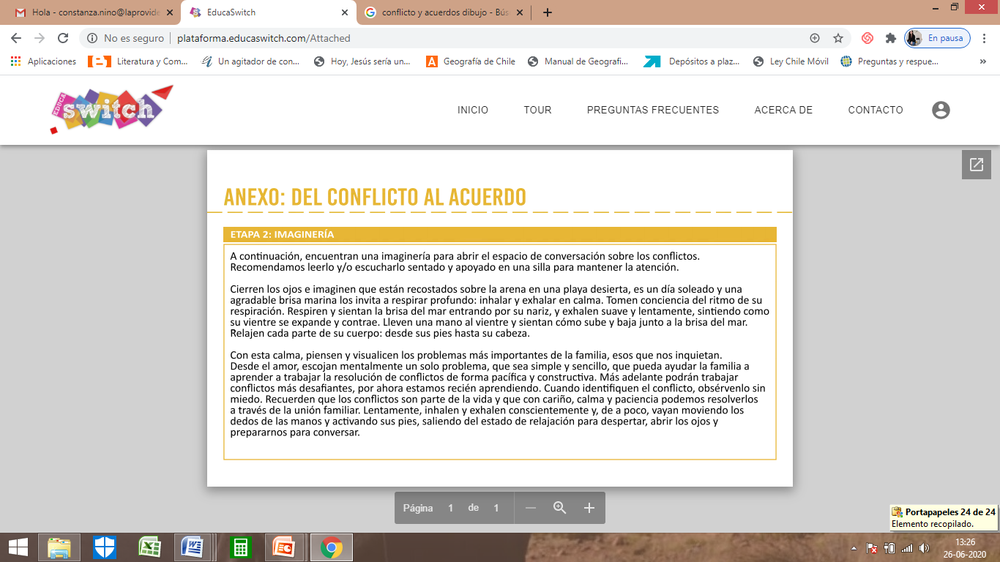 Hola - constanza.nino@laprovide
EducaSwitch
conflicto y acuerdos dibujo - Bús
No es seguro
plataforma.educaswitch.com/Attached
En pausa
Aplicaciones
Literatura y Com...
Un agitador de con...
Hoy, Jesús sería un...
Geografía de Chile
Manual de Geografi...
Depósitos a plaz...
Ley Chile Móvil
Preguntas y respue...
EDUCA
switch
INICIO
TOUR
PREGUNTAS FRECUENTES
ACERCA DE
CONTACTO
ANEXO: DEL CONFLICTO AL ACUERDO
ETAPA 2: IMAGINERÍA
A continuación, encuentran una imaginería para abrir el espacio de conversación sobre los conflictos.
Recomendamos leerlo y/o escucharlo sentado y apoyado en una silla para mantener la atención.
Cierren los ojos e imaginen que están recostados sobre la arena en una playa desierta, es un día soleado y una
agradable brisa marina los invita a respirar profundo: inhalar y exhalar en calma. Tomen conciencia del ritmo de su
respiración. Respiren y sientan la brisa del mar entrando por su nariz, y exhalen suave y lentamente, sintiendo como
su vientre se expande y contrae. Lleven una mano al vientre y sientan cómo sube y baja junto a la brisa del mar.
Relajen cada parte de su cuerpo: desde sus pies hasta su cabeza.
Con esta calma, piensen y visualicen los problemas más importantes de la familia, esos que nos inquietan.
Desde el amor, escojan mentalmente un solo problema, que sea simple y sencillo, que pueda ayudar la familia a
aprender a trabajar la resolución de conflictos de forma pacífica y constructiva. Más adelante podrán trabajar
conflictos más desafiantes, por ahora estamos recién aprendiendo. Cuando identifiquen el conflicto, obsérvenlo sin
miedo. Recuerden que los conflictos son parte de la vida y que con cariño, calma y paciencia podemos resolverlos
a través de la unión familiar. Lentamente, inhalen y exhalen conscientemente y, de a poco, vayan moviendo los
dedos de las manos y activando sus pies, saliendo del estado de relajación para despertar, abrir los ojos y
prepararnos para conversar.
Página 1 de 1
Portapapeles 24 de 24
Elemento recopilado.
13:26
26-06-2020